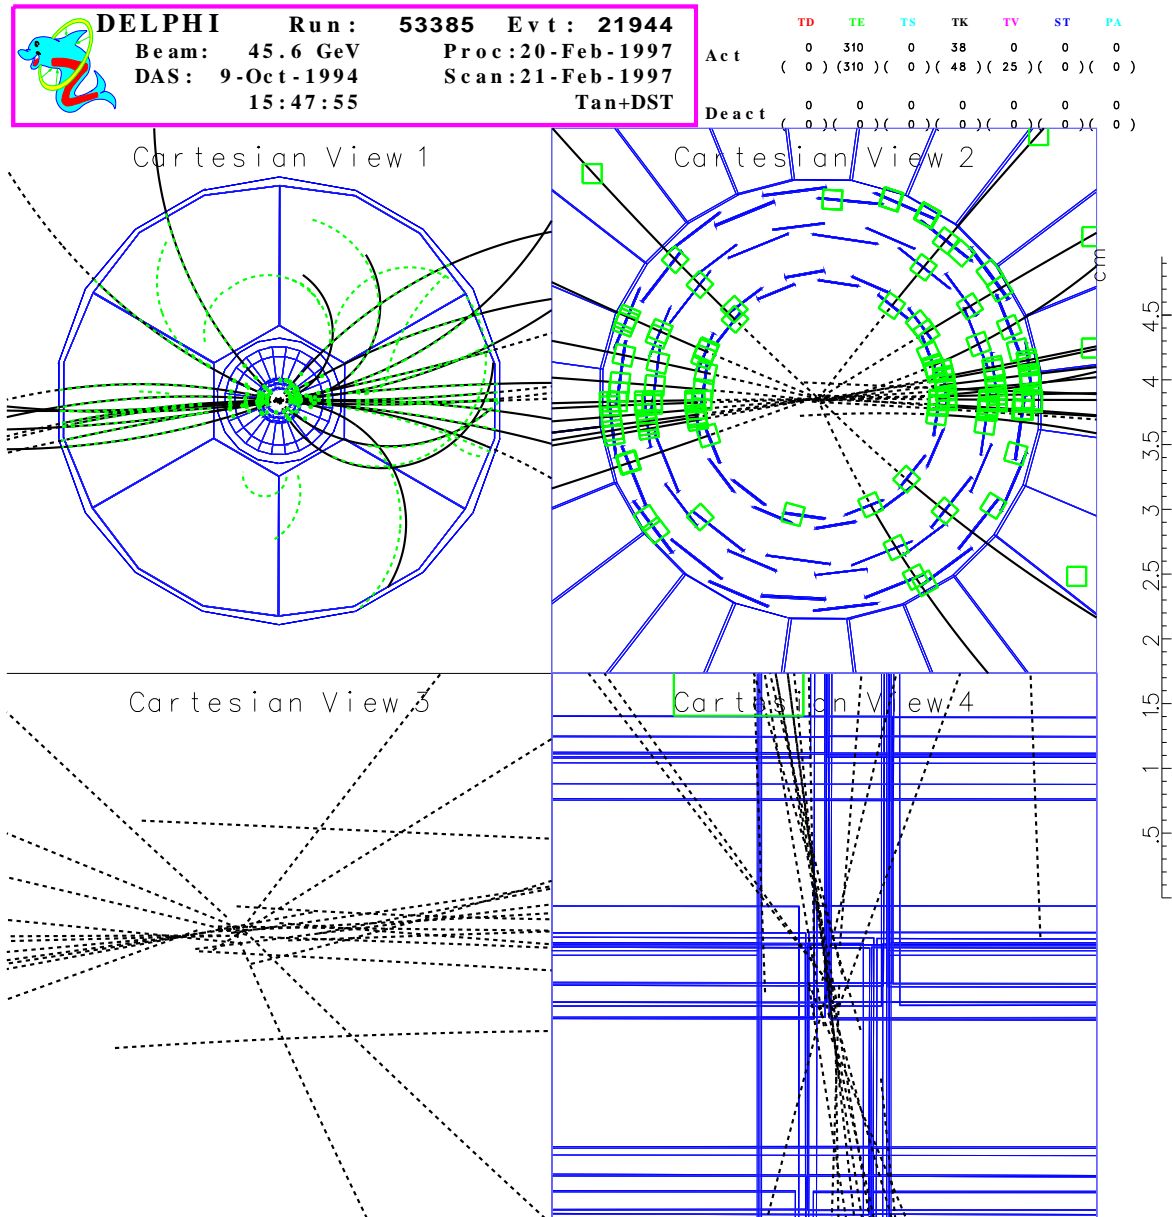 DELPHI Run: 53385 Evt: 21944
Beam: 45.6 GeV Proc: 20-Feb-1997
DAS: 9-Oct-1994 Scan: 21-Feb-1997
15:47:55 Tan+DST
TD TE TS TK TV ST PA
Act 0 310 0 38 0 0 0
( 0 ) (310 ) ( 0 ) ( 48 ) ( 25 ) ( 0 ) ( 0 )
Deact 0 0 0 0 0 0 0
( 0 ) ( 0 ) ( 0 ) ( 0 ) ( 0 ) ( 0 ) ( 0 )
Cartesian View 1
Cartesian View 2
cm
4.5
4
3.5
3
2.5
2
1.5
1
.5
Cartesian View 3
Cartesian View 4